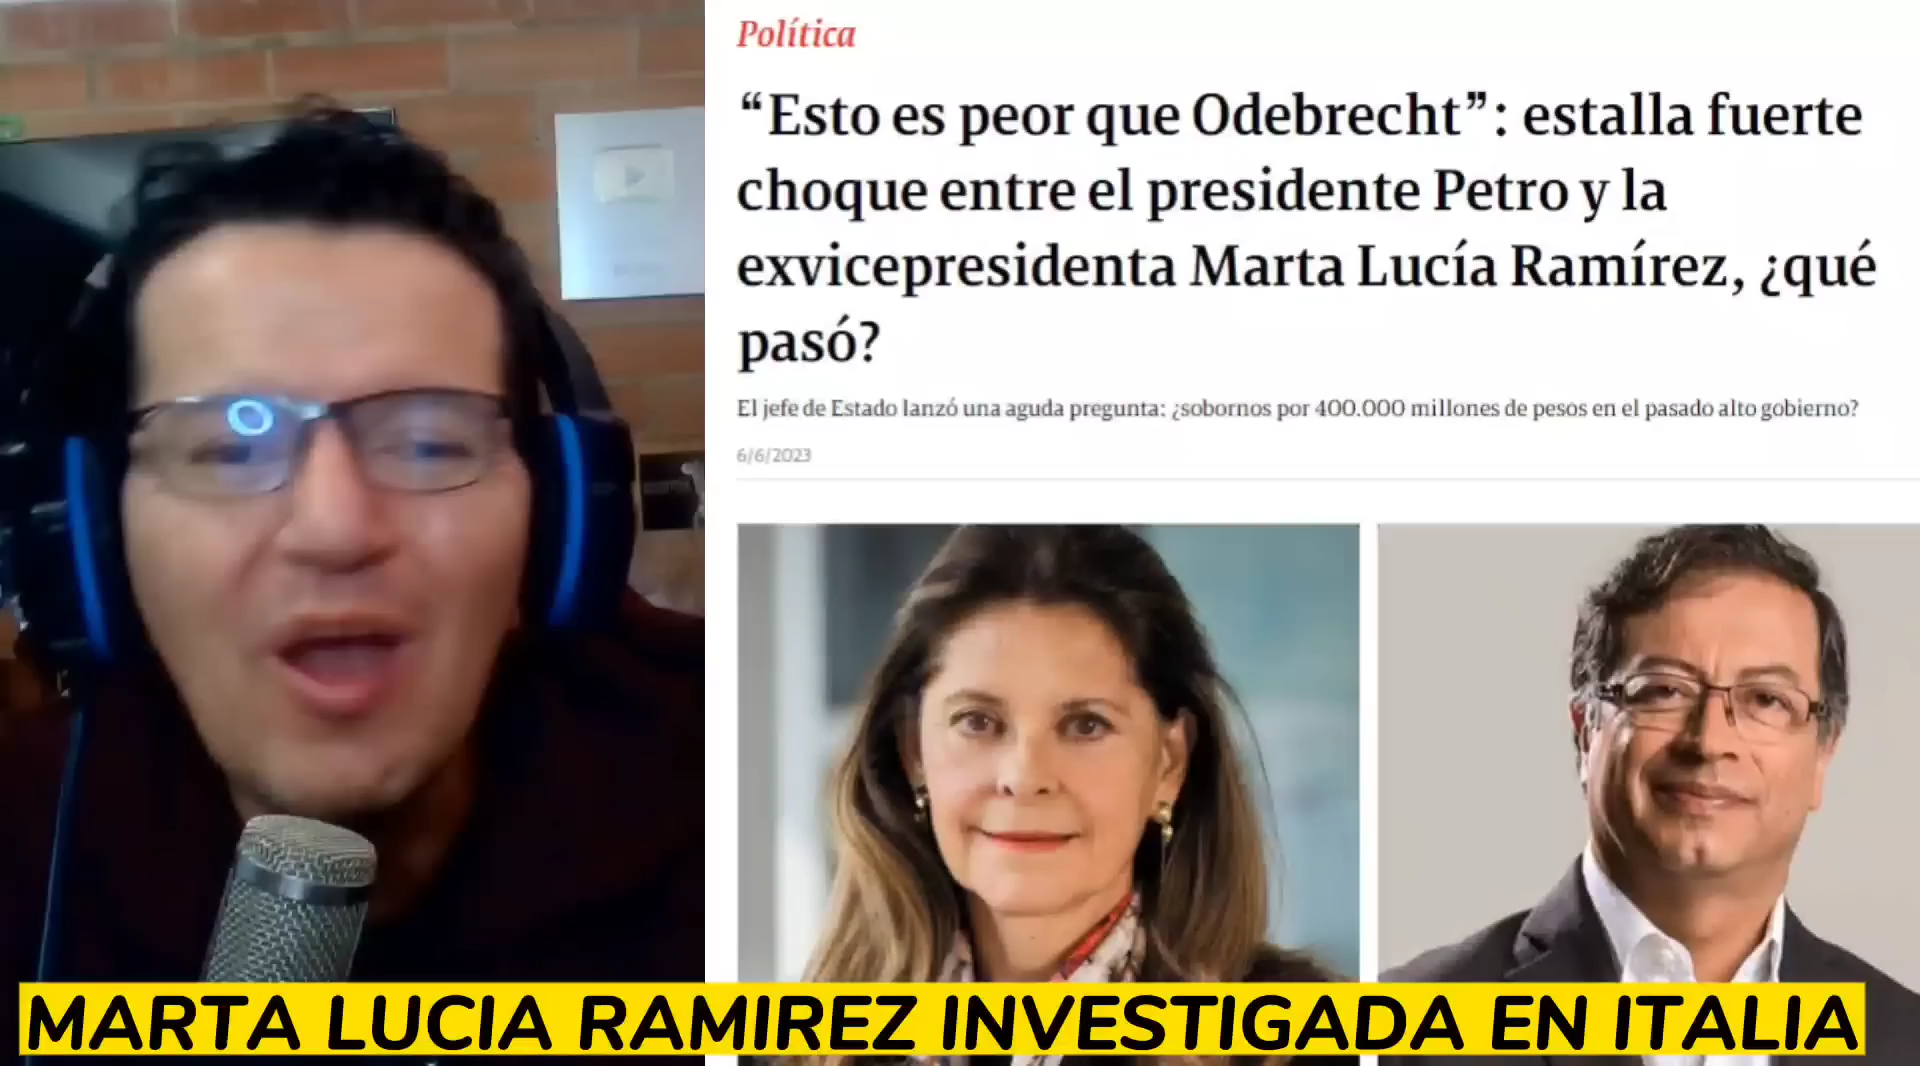 Política
“Esto es peor que Odebrecht”: estalla fuerte
choque entre el presidente Petro y la
exvicepresidenta Marta Lucía Ramírez, ¿qué
pasó?
El jefe de Estado lanzó una aguda pregunta: ¿sobornos por 400.000 millones de pesos en el pasado alto gobierno?
6/6/2023
MARTA LUCIA RAMIREZ INVESTIGADA EN ITALIA